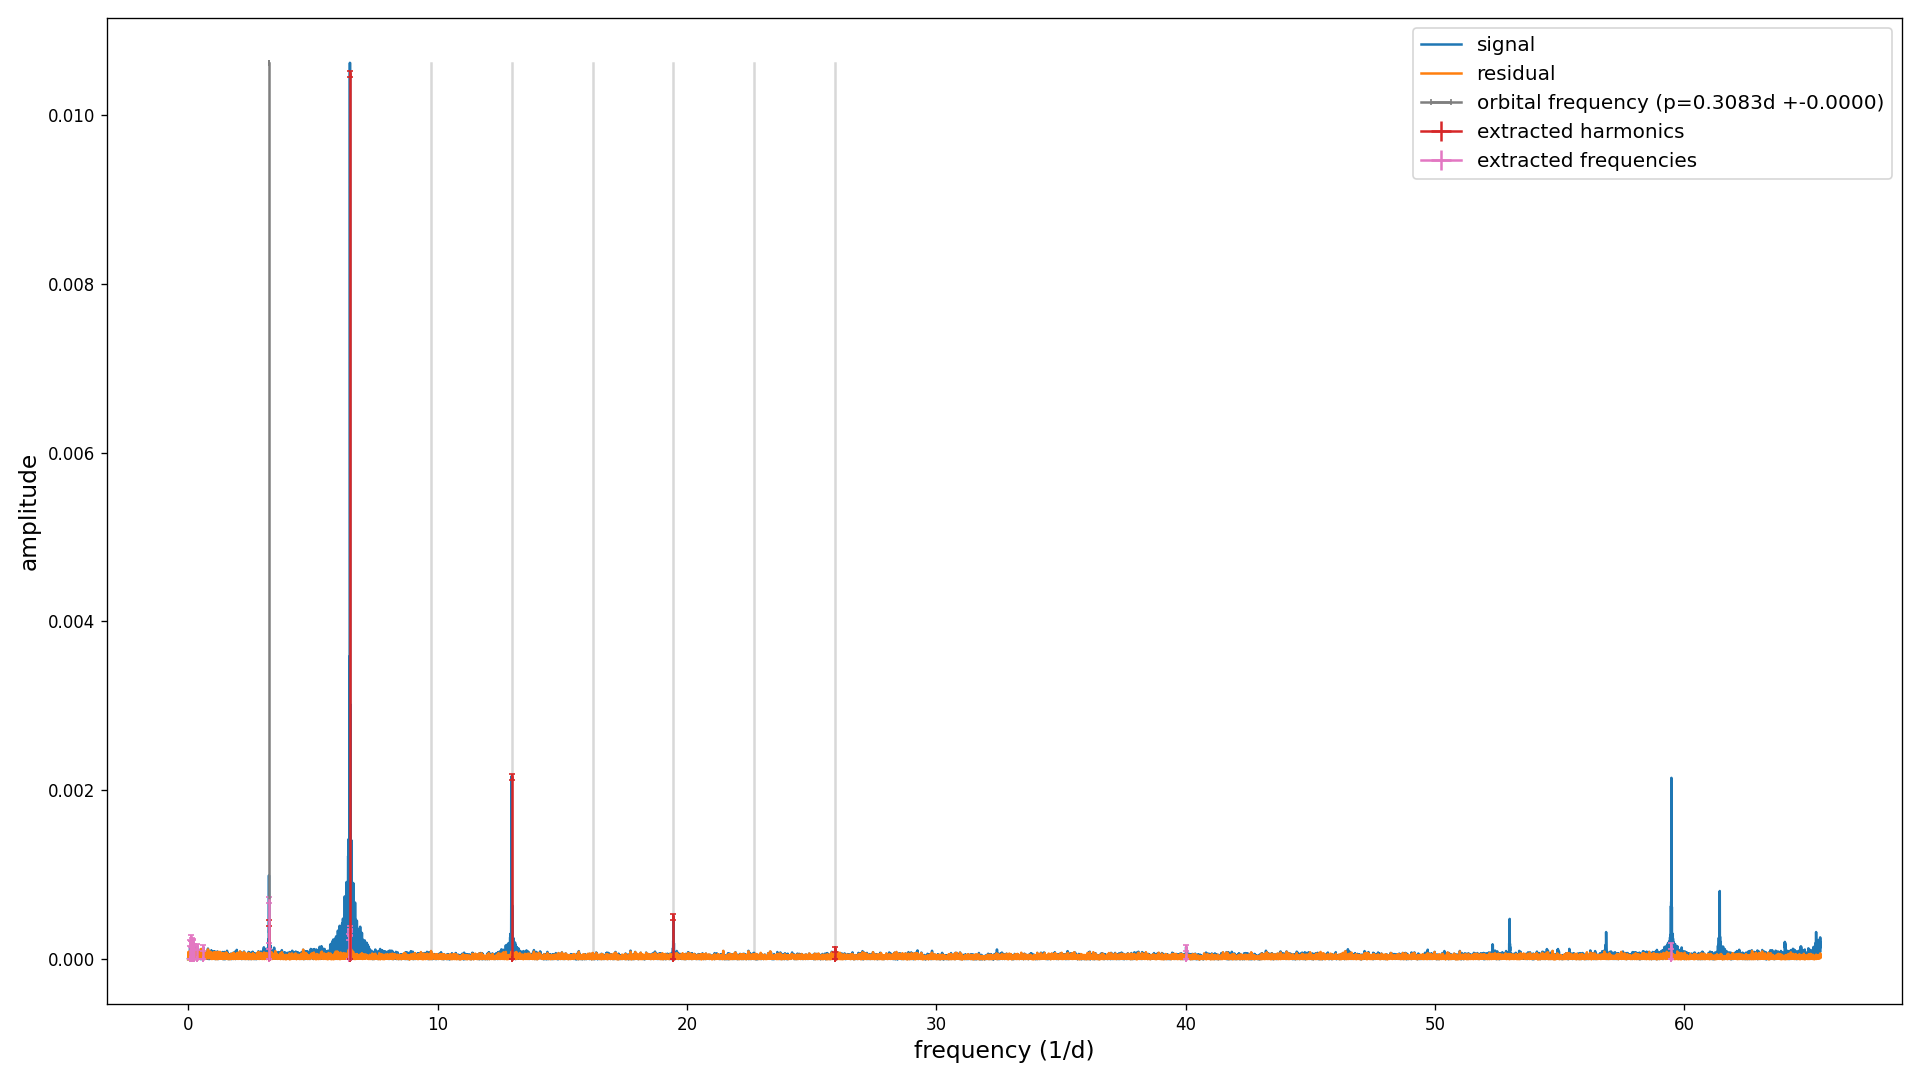 signal
residual
orbital frequency (p=0.3083d +-0.0000)
extracted harmonics
extracted frequencies
amplitude
0.010
0.008
0.006
0.004
0.002
0.000
0 10 20 30 40 50 60
frequency (1/d)